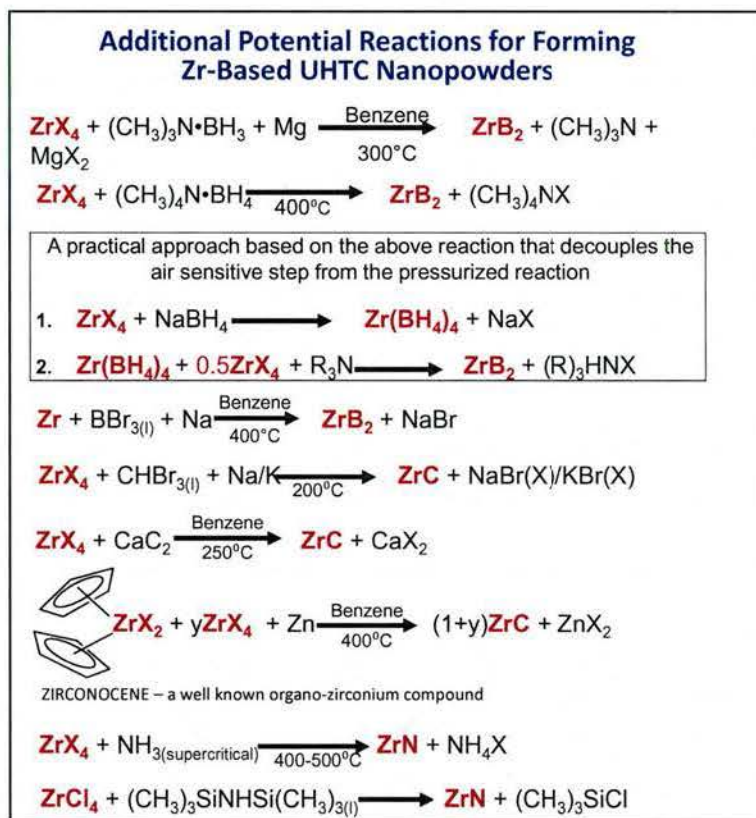 Additional Potential Reactions for Forming
Zr-Based UHTC Nanopowders
ZrX₄ + (CH₃)₃N•BH₃ + Mg Benzene 300°C ZrB₂ + (CH₃)₃N +
MgX₂
ZrX₄ + (CH₃)₄N•BH₄ 400°C ZrB₂ + (CH₃)₄NX
A practical approach based on the above reaction that decouples the
air sensitive step from the pressurized reaction
1. ZrX₄ + NaBH₄ Zr(BH₄)₄ + NaX
2. Zr(BH₄)₄ + 0.5ZrX₄ + R₃N ZrB₂ + (R)₃HNX
Zr + BBr₃₍ₗ₎ + Na Benzene 400°C ZrB₂ + NaBr
ZrX₄ + CHBr₃₍ₗ₎ + Na/K 200°C ZrC + NaBr(X)/KBr(X)
ZrX₄ + CaC₂ Benzene 250°C ZrC + CaX₂
ZrX₂ + yZrX₄ + Zn Benzene 400°C (1+y)ZrC + ZnX₂
ZIRCONOCENE – a well known organo-zirconium compound
ZrX₄ + NH₃(supercritical) 400-500°C ZrN + NH₄X
ZrCl₄ + (CH₃)₃SiNHSi(CH₃)₃₍ₗ₎ ZrN + (CH₃)₃SiCl